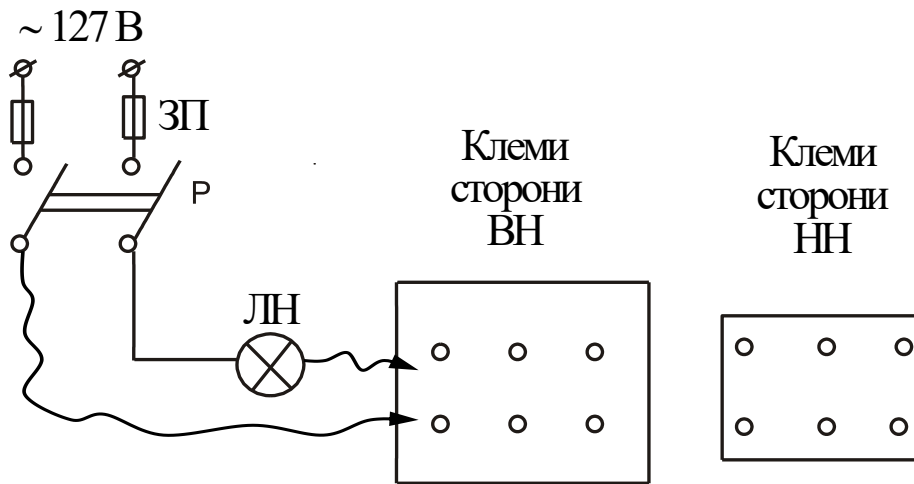 ~ 127 В
ЗП
Р
ЛН
Клеми
сторони
ВН
Клеми
сторони
НН